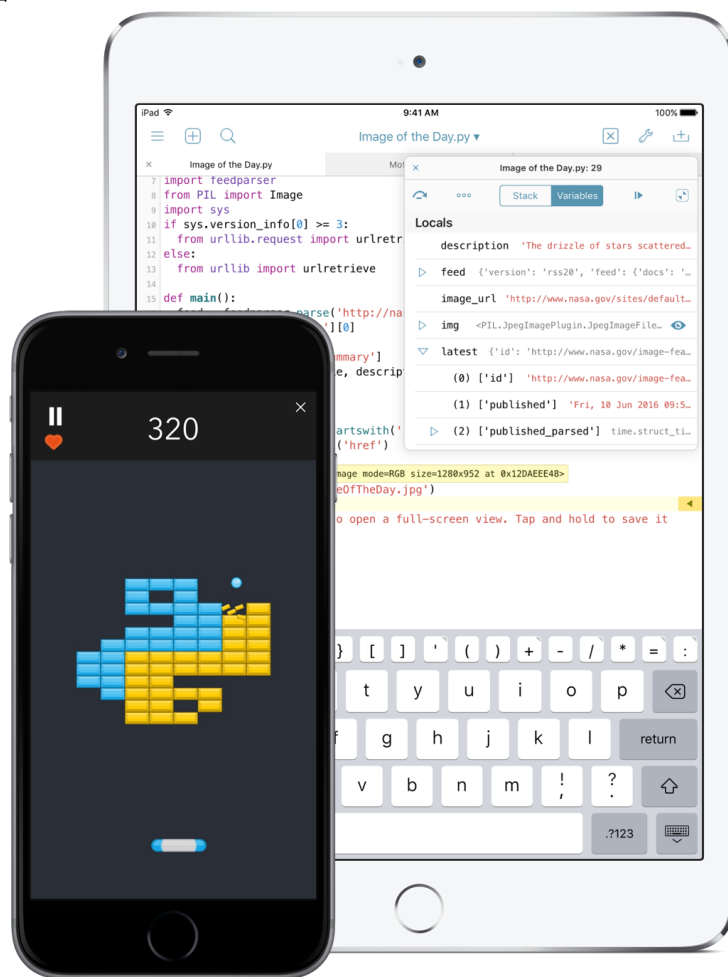 iPad 9:41 AM 100%
Image of the Day.py ▾
× Image of the Day.py Mot
7 import feedparser
8 from PIL import Image
9 import sys
10 if sys.version_info[0] >= 3:
11 from urllib.request import urlretr
12 else:
13 from urllib import urlretrieve
14
15 def main():
parse('http://na
'][0]
mmary']
e, descrip
artswith('
('href')
mage mode=RGB size=1280x952 at 0x12DAEEE48>
eOfTheDay.jpg')
o open a full-screen view. Tap and hold to save it
× Image of the Day.py: 29
Stack Variables
Locals
description 'The drizzle of stars scattered…
feed {'version': 'rss20', 'feed': {'docs': '…
image_url 'http://www.nasa.gov/sites/default…
img <PIL.JpegImagePlugin.JpegImageFile…
latest {'id': 'http://www.nasa.gov/image-fea…
(0) ['id'] 'http://www.nasa.gov/image-fea…
(1) ['published'] 'Fri, 10 Jun 2016 09:5…
(2) ['published_parsed'] time.struct_ti…
320
} [ ] ' ( ) + - / * = :
t y u i o p
f g h j k l return
v b n m ! , ? .
.?123